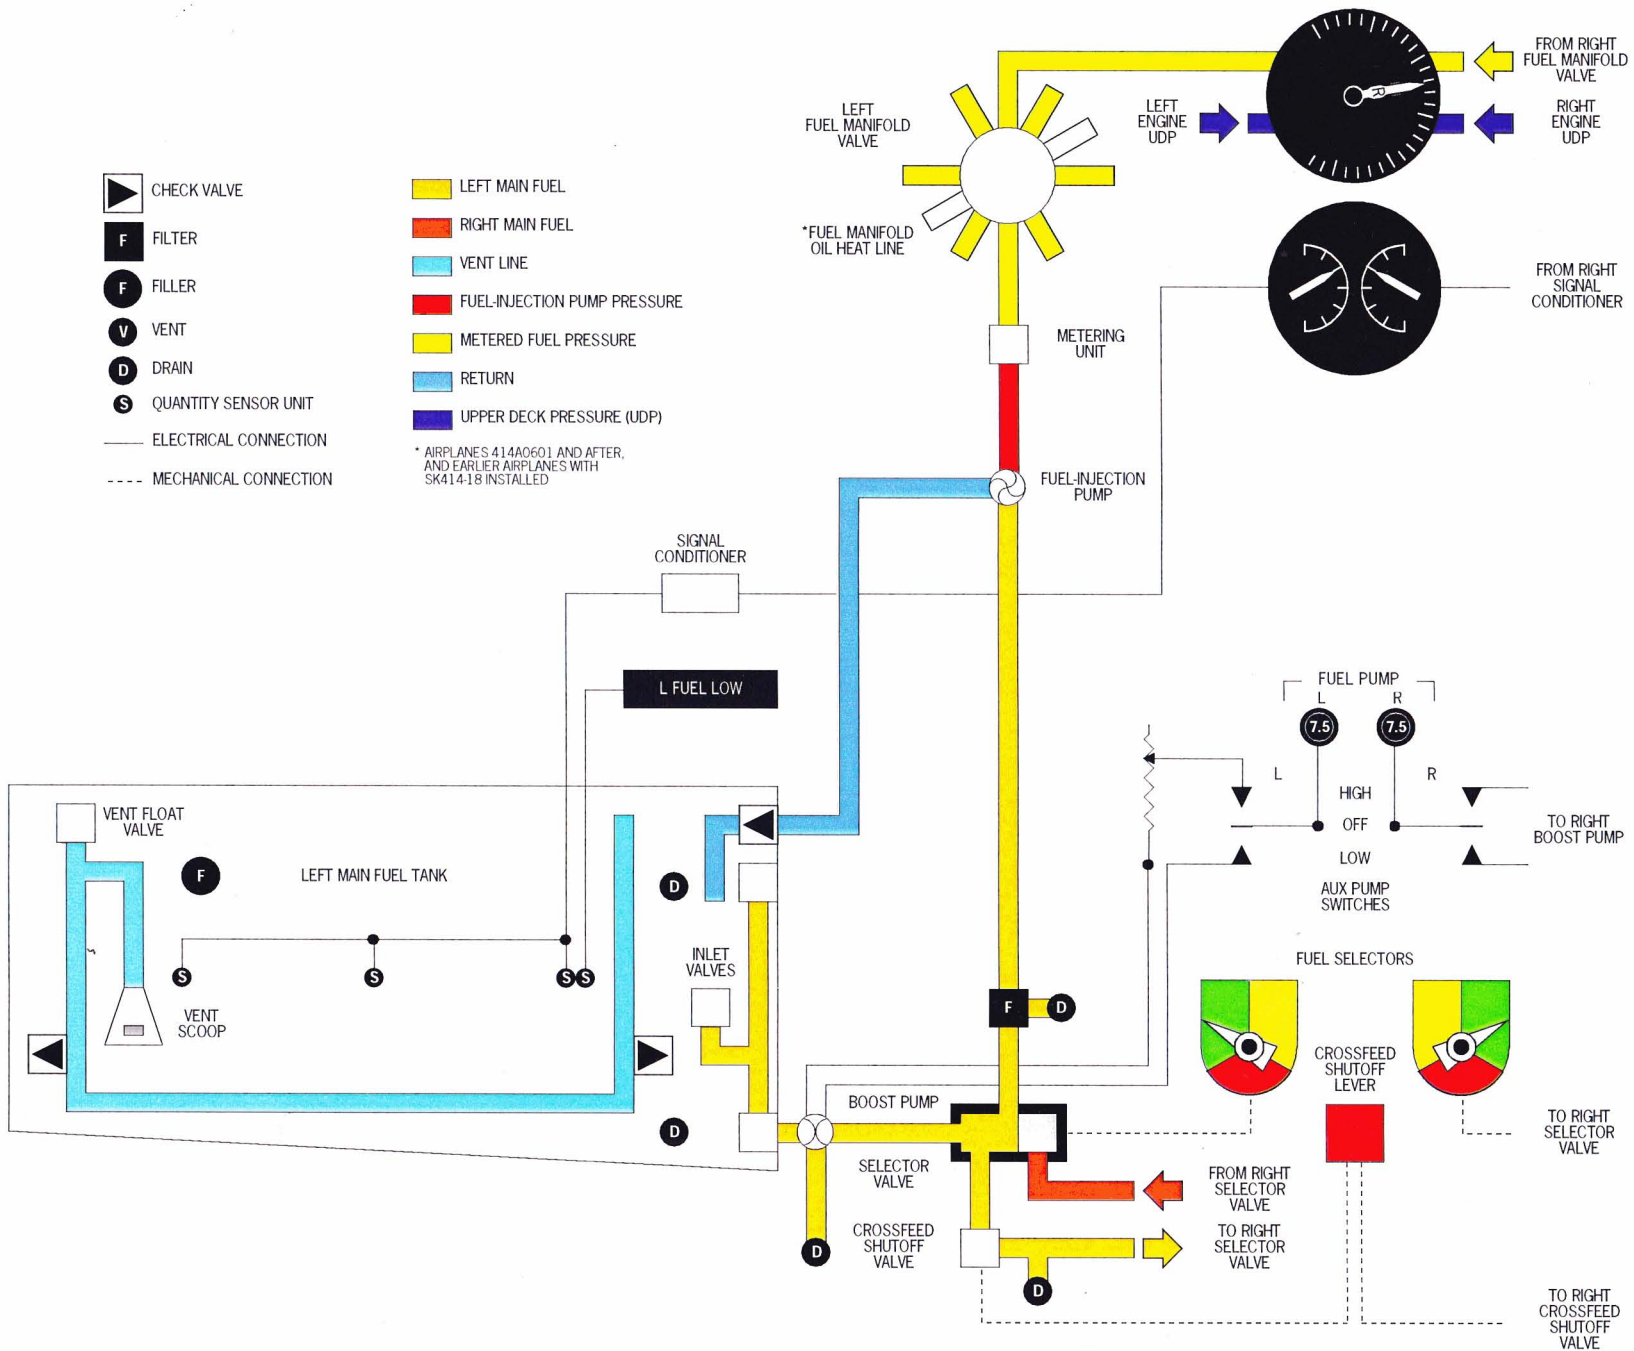 FROM RIGHT
FUEL MANIFOLD
VALVE
LEFT
ENGINE
UDP
RIGHT
ENGINE
UDP
R
LEFT
FUEL MANIFOLD
VALVE
*FUEL MANIFOLD
OIL HEAT LINE
FROM RIGHT
SIGNAL
CONDITIONER
METERING
UNIT
CHECK VALVE
F FILTER
F FILLER
V VENT
D DRAIN
S QUANTITY SENSOR UNIT
ELECTRICAL CONNECTION
MECHANICAL CONNECTION
LEFT MAIN FUEL
RIGHT MAIN FUEL
VENT LINE
FUEL-INJECTION PUMP PRESSURE
METERED FUEL PRESSURE
RETURN
UPPER DECK PRESSURE (UDP)
* AIRPLANES 414A0601 AND AFTER,
AND EARLIER AIRPLANES WITH
SK414-18 INSTALLED
FUEL-INJECTION
PUMP
SIGNAL
CONDITIONER
L FUEL LOW
FUEL PUMP
L R
7.5 7.5
L R
HIGH
OFF
LOW
AUX PUMP
SWITCHES
TO RIGHT
BOOST PUMP
VENT FLOAT
VALVE
F
LEFT MAIN FUEL TANK
D
INLET
VALVES
S S S S
VENT
SCOOP
D
F D
FUEL SELECTORS
CROSSFEED
SHUTOFF
LEVER
BOOST PUMP
SELECTOR
VALVE
TO RIGHT
SELECTOR
VALVE
FROM RIGHT
SELECTOR
VALVE
CROSSFEED
SHUTOFF
VALVE
TO RIGHT
SELECTOR
VALVE
D
D
TO RIGHT
CROSSFEED
SHUTOFF
VALVE